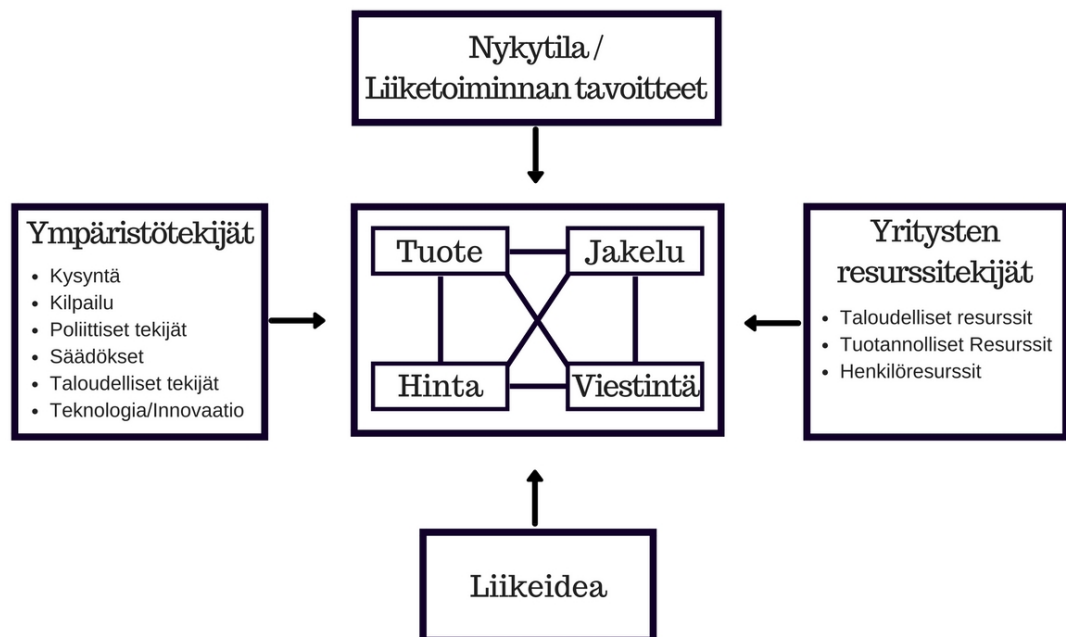 Nykytila /
Liiketoiminnan tavoitteet
Ympäristötekijät
• Kysyntä
• Kilpailu
• Poliittiset tekijät
• Säädökset
• Taloudelliset tekijät
• Teknologia/Innovaatio
Tuote
Jakelu
Hinta
Viestintä
Yritysten
resurssitekijät
• Taloudelliset resurssit
• Tuotannolliset Resurssit
• Henkilöresurssit
Liikeidea